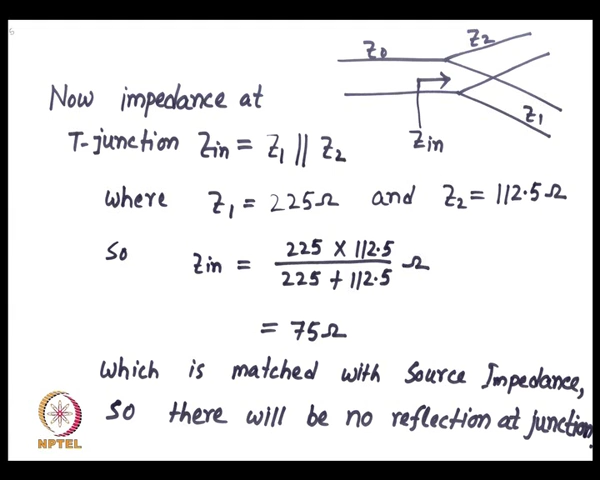 Z0
Z2
Z1
Zin
Now impedance at
T-junction Zin = Z1 || Z2
where Z1 = 225Ω and Z2 = 112.5Ω
So Zin = 225 X 112.5 / 225 + 112.5 Ω
= 75Ω
Which is matched with Source Impedance,
So there will be no reflection at junction.
NPTEL